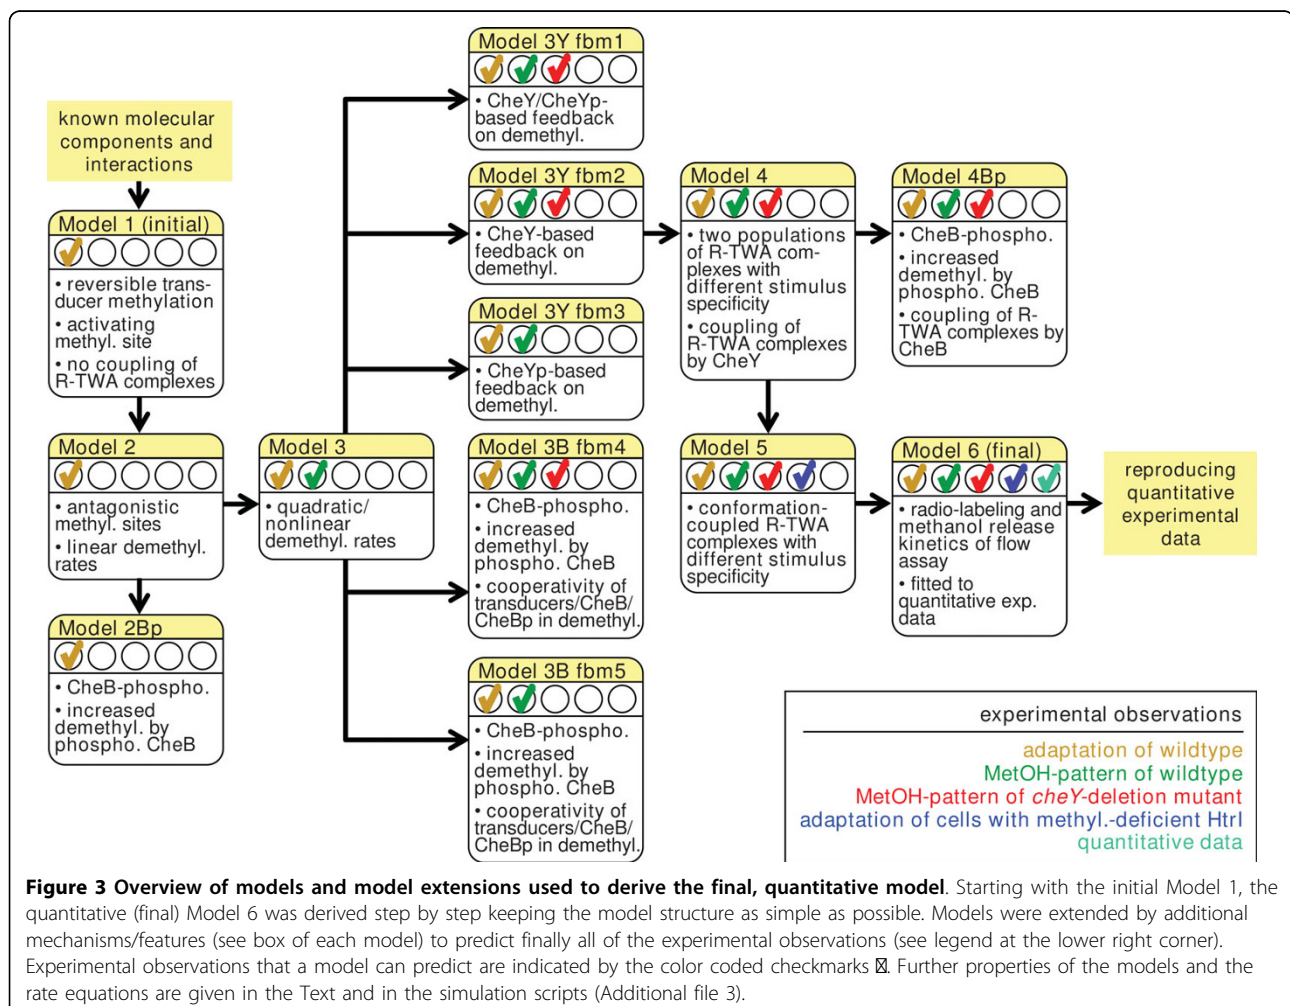 known molecular
components and
interactions
Model 1 (initial)
• reversible trans-
ducer methylation
• activating
methyl. site
• no coupling of
R-TWA complexes
Model 2
• antagonistic
methyl. sites
• linear demethyl.
rates
Model 2Bp
• CheB-phospho.
• increased
demethyl. by
phospho. CheB
Model 3
• quadratic/
nonlinear
demethyl. rates
Model 3Y fbm1
• CheY/CheYp-
based feedback
on demethyl.
Model 3Y fbm2
• CheY-based
feedback on
demethyl.
Model 3Y fbm3
• CheYp-based
feedback on
demethyl.
Model 3B fbm4
• CheB-phospho.
• increased
demethyl. by
phospho. CheB
• cooperativity of
transducers/CheB/
CheBp in demethyl.
Model 3B fbm5
• CheB-phospho.
• increased
demethyl. by
phospho. CheB
• cooperativity of
transducers/CheB/
CheBp in demethyl.
Model 4
• two populations
of R-TWA com-
plexes with
different stimulus
specificity
• coupling of
R-TWA complexes
by CheY
Model 4Bp
• CheB-phospho.
• increased
demethyl. by
phospho. CheB
• coupling of R-
TWA complexes by
CheB
Model 5
• conformation-
coupled R-TWA
complexes with
different stimulus
specificity
Model 6 (final)
• radio-labeling and
methanol release
kinetics of flow
assay
• fitted to
quantitative exp.
data
reproducing
quantitative
experimental
data
experimental observations
adaptation of wildtype
MetOH-pattern of wildtype
MetOH-pattern of cheY-deletion mutant
adaptation of cells with methyl.-deficient HtrI
quantitative data
Figure 3 Overview of models and model extensions used to derive the final, quantitative model. Starting with the initial Model 1, the
quantitative (final) Model 6 was derived step by step keeping the model structure as simple as possible. Models were extended by additional
mechanisms/features (see box of each model) to predict finally all of the experimental observations (see legend at the lower right corner).
Experimental observations that a model can predict are indicated by the color coded checkmarks . Further properties of the models and the
rate equations are given in the Text and in the simulation scripts (Additional file 3).